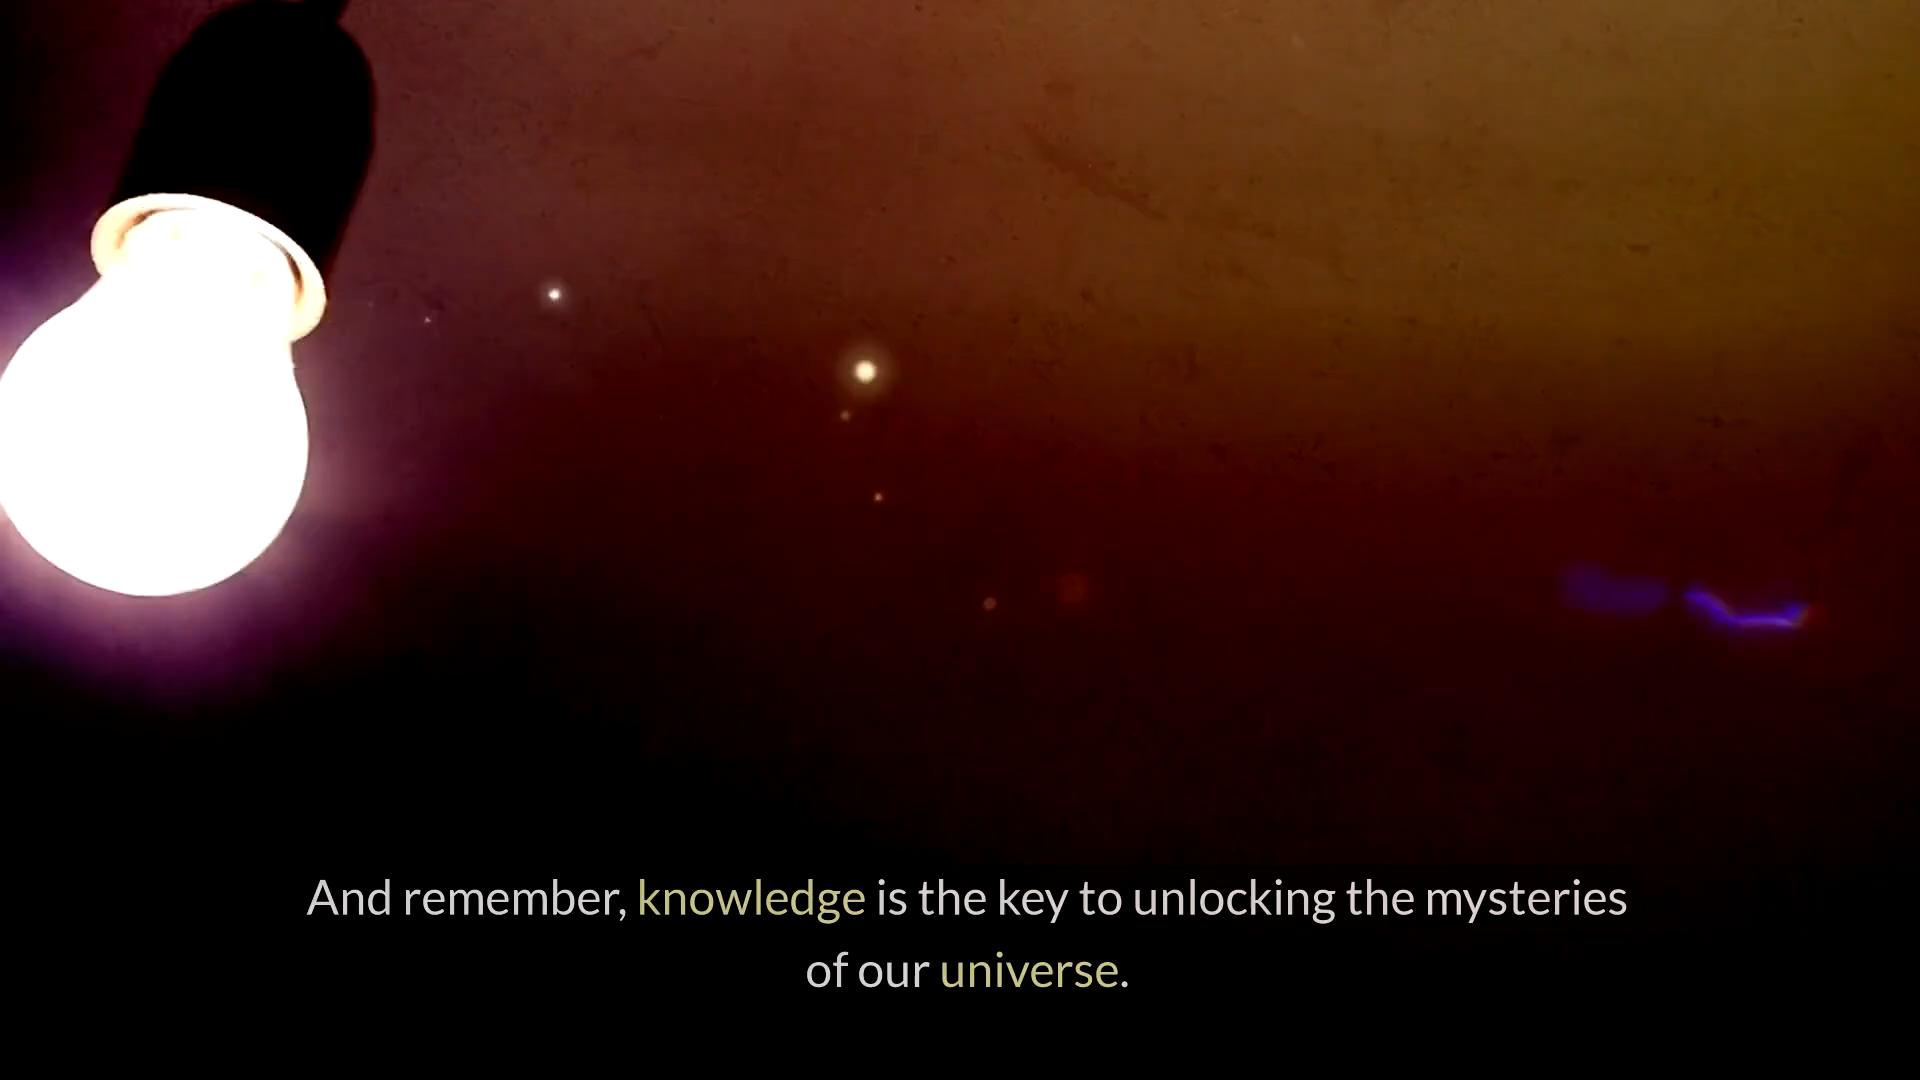 And remember, knowledge is the key to unlocking the mysteries
of our universe.